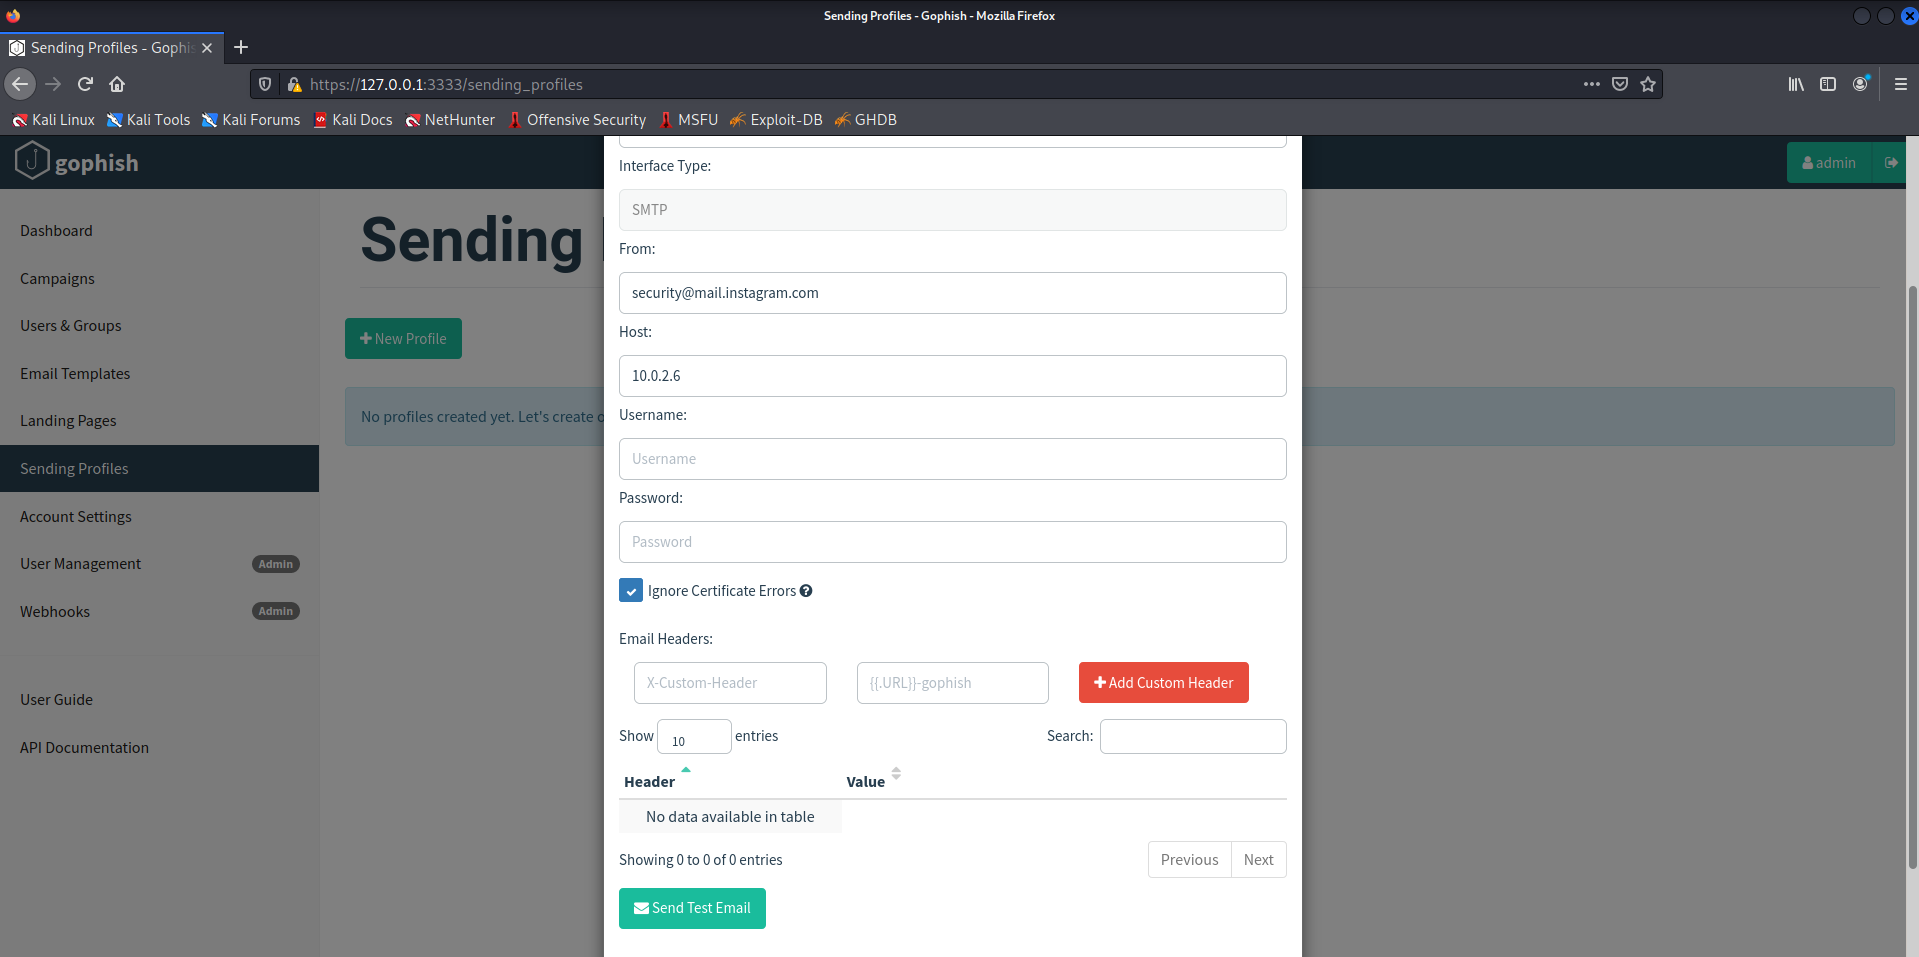 Sending Profiles - Gophish - Mozilla Firefox
Sending Profiles - Gophis
https://127.0.0.1:3333/sending_profiles
Kali Linux Kali Tools Kali Forums Kali Docs NetHunter Offensive Security MSFU Exploit-DB GHDB
gophish
admin
Dashboard
Campaigns
Users & Groups
Email Templates
Landing Pages
Sending Profiles
Account Settings
User Management Admin
Webhooks Admin
User Guide
API Documentation
Sending
New Profile
No profiles created yet. Let's create o
Interface Type:
SMTP
From:
security@mail.instagram.com
Host:
10.0.2.6
Username:
Username
Password:
Password
Ignore Certificate Errors
Email Headers:
X-Custom-Header {{.URL}}-gophish Add Custom Header
Show 10 entries Search:
Header Value
No data available in table
Showing 0 to 0 of 0 entries Previous Next
Send Test Email